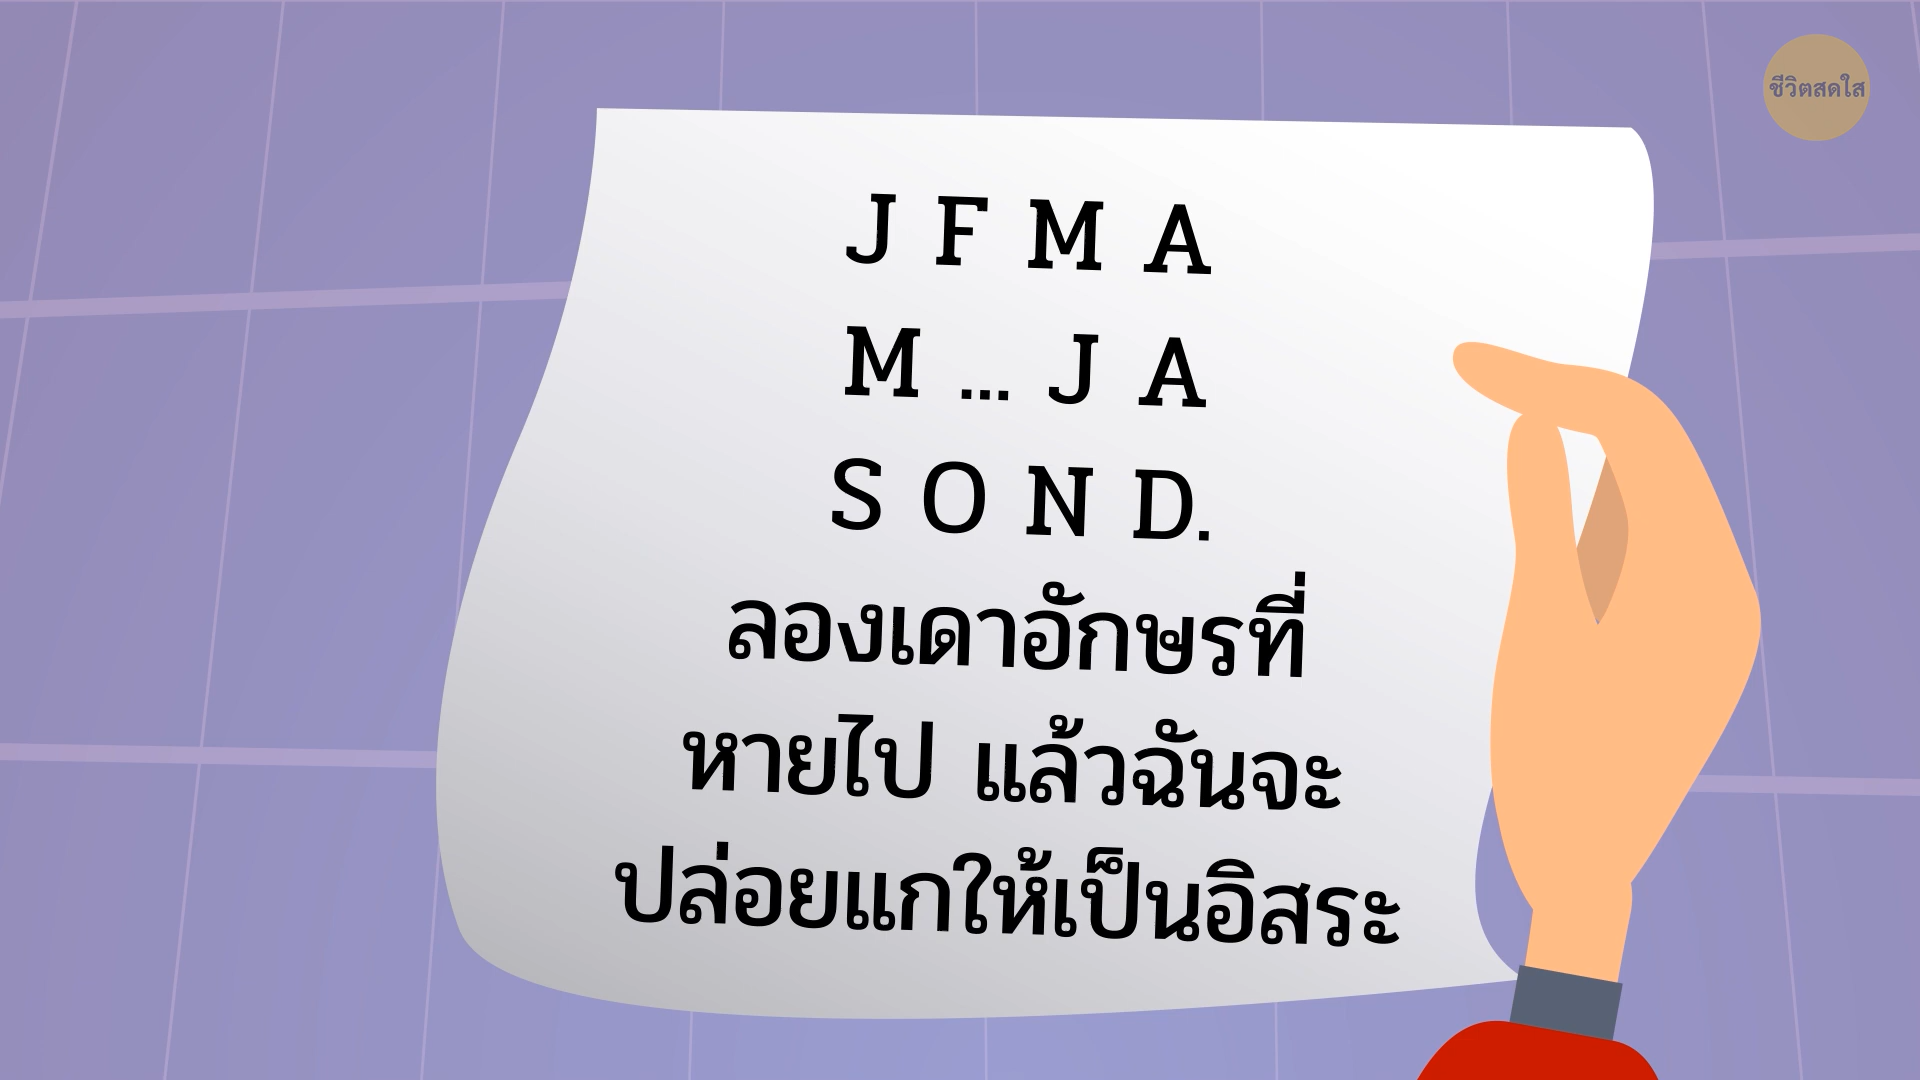 ชีวิตสดใส
J F M A
M ... J A
S O N D.
ลองเดาอักษรที่
หายไป แล้วฉันจะ
ปล่อยแกให้เป็นอิสระ